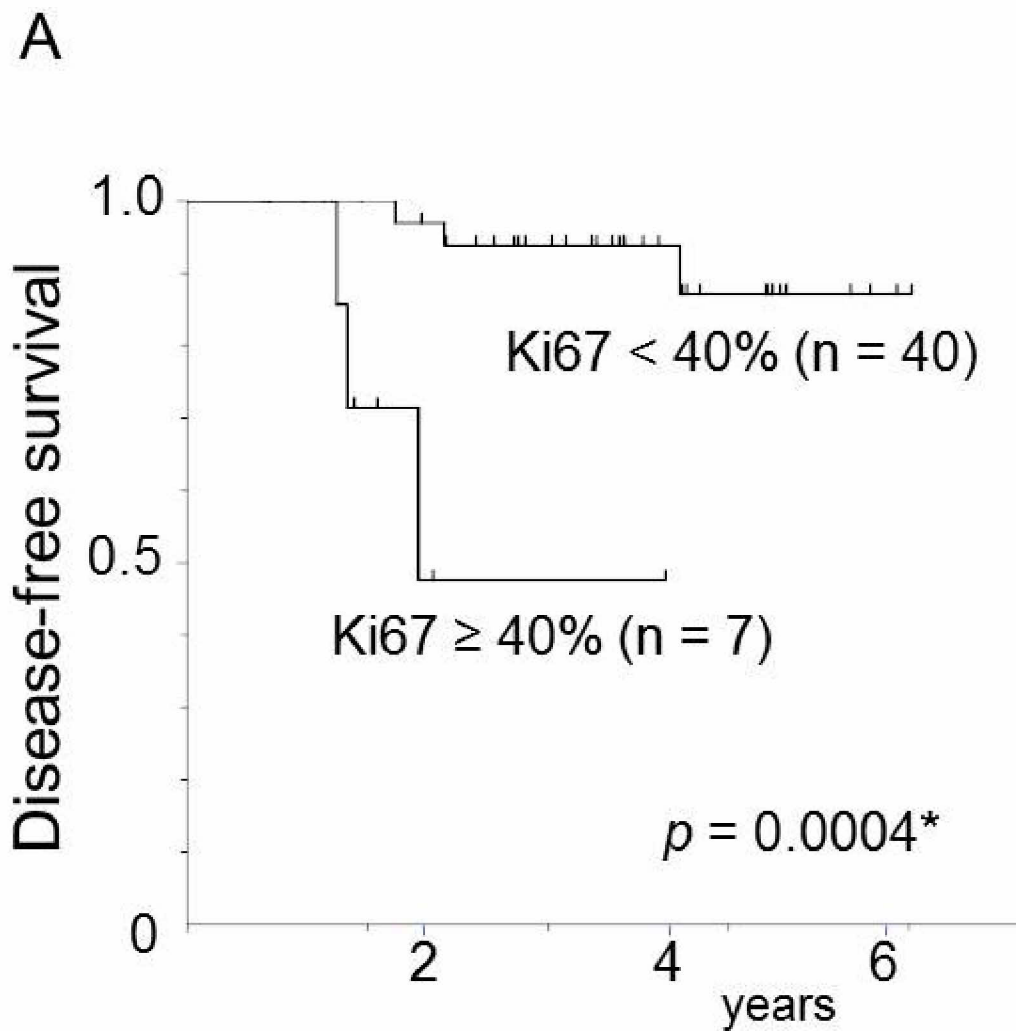 A
Disease-free survival
1.0
0.5
0
Ki67 < 40% (n = 40)
Ki67 ≥ 40% (n = 7)
p = 0.0004*
2 4 6
years